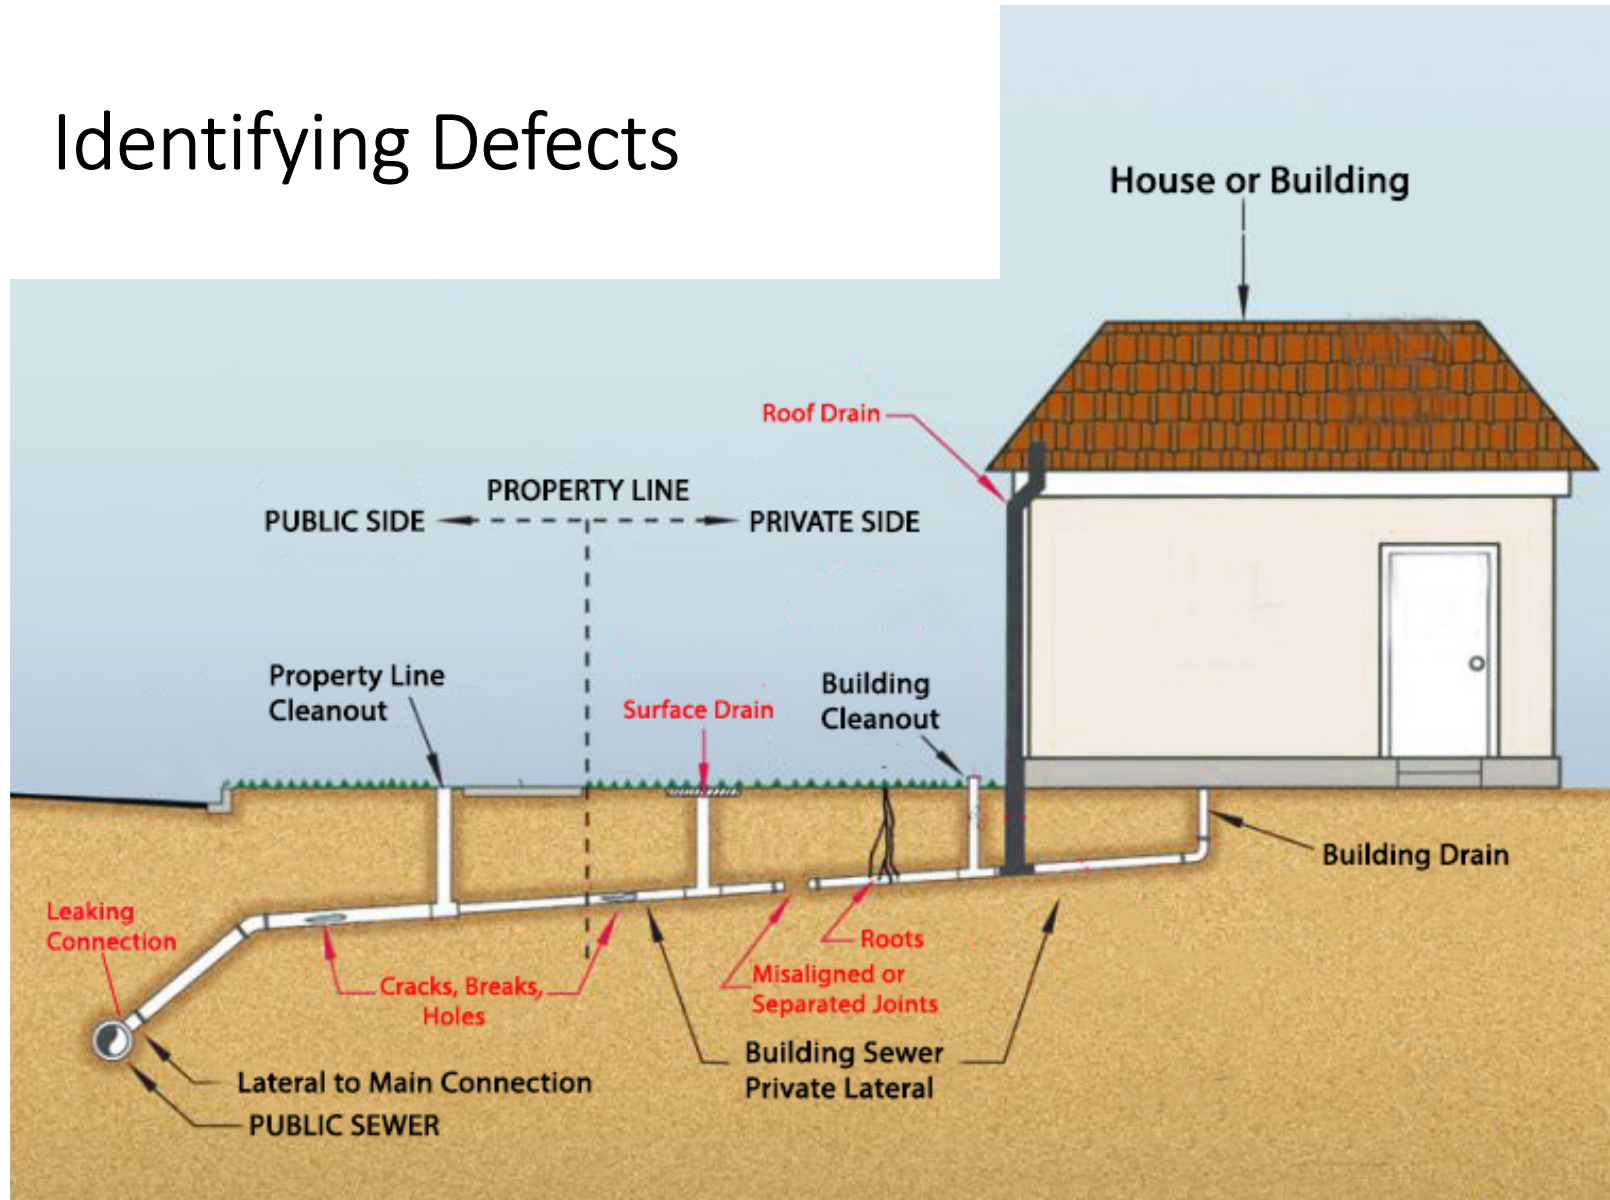 Identifying Defects
House or Building
Roof Drain
PROPERTY LINE
PUBLIC SIDE
PRIVATE SIDE
Property Line
Cleanout
Surface Drain
Building
Cleanout
Building Drain
Leaking
Connection
Roots
Cracks, Breaks,
Holes
Misaligned or
Separated Joints
Building Sewer
Private Lateral
Lateral to Main Connection
PUBLIC SEWER